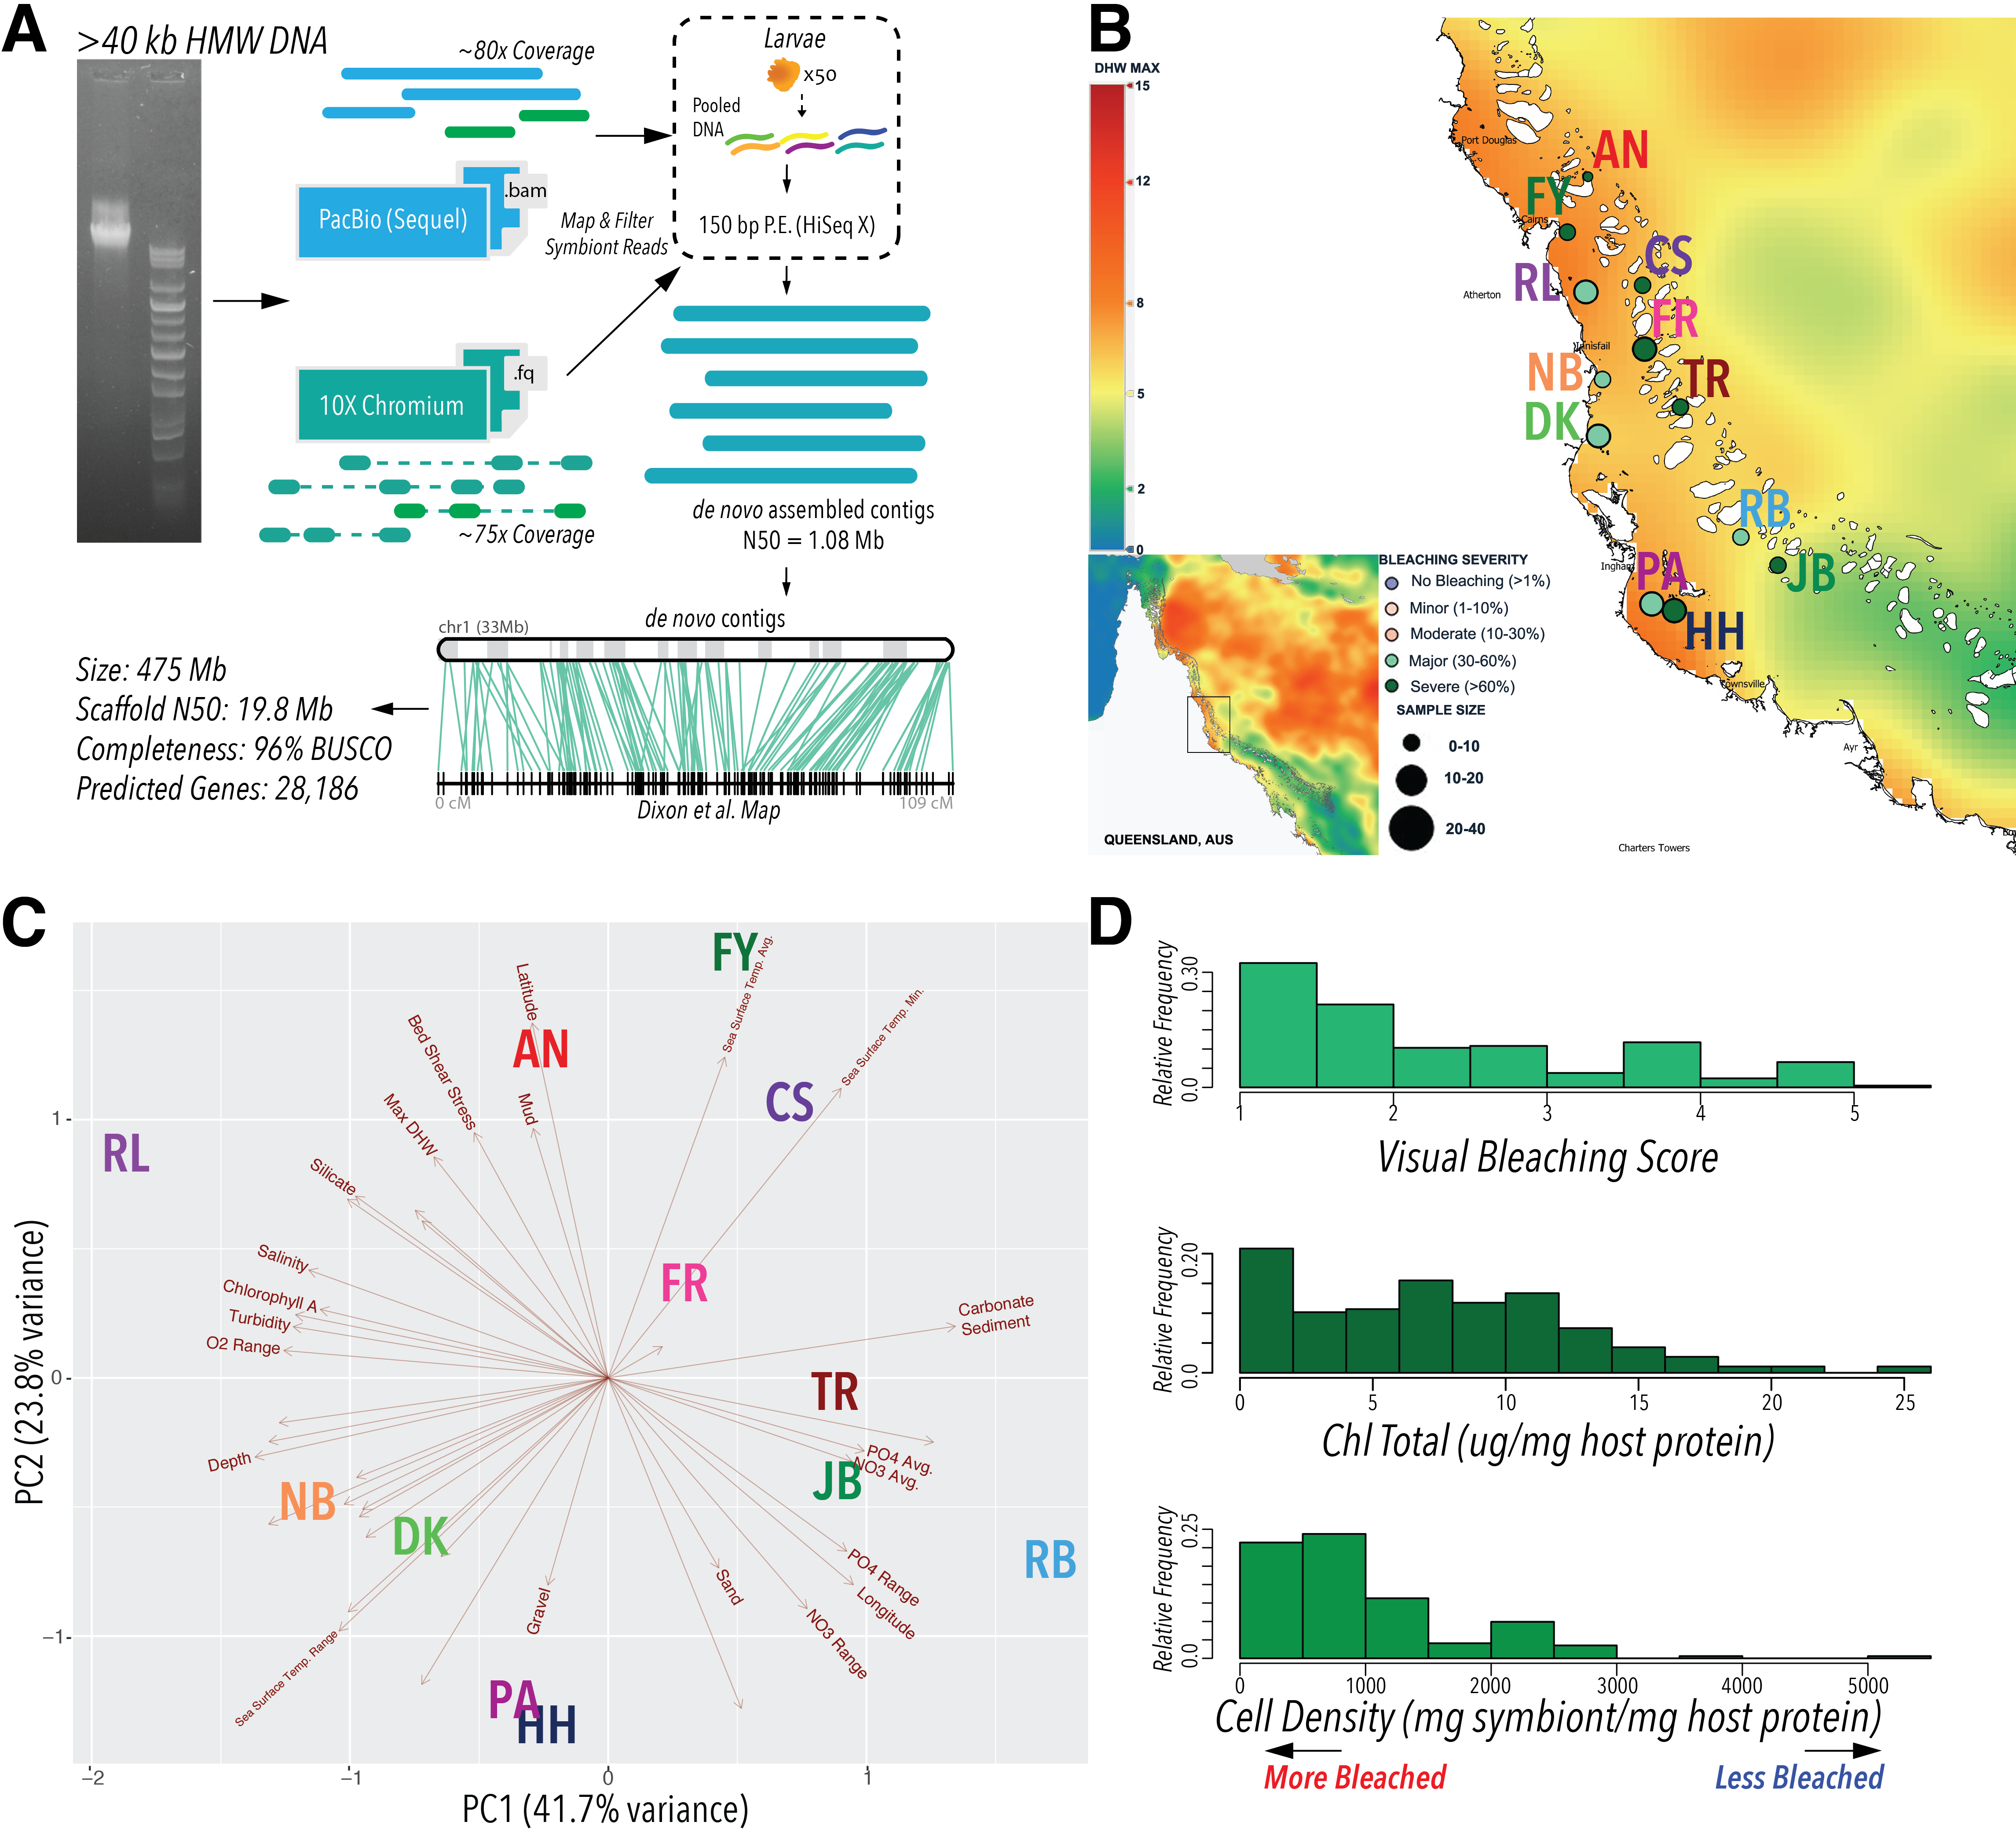 A
>40 kb HMW DNA
~80x Coverage
PacBio (Sequel)
.bam
Map & Filter
Symbiont Reads
10X Chromium
.fq
~75x Coverage
Larvae
x50
Pooled
DNA
150 bp P.E. (HiSeq X)
de novo assembled contigs
N50 = 1.08 Mb
de novo contigs
chr1 (33Mb)
0 cM
109 cM
Dixon et al. Map
Size: 475 Mb
Scaffold N50: 19.8 Mb
Completeness: 96% BUSCO
Predicted Genes: 28,186
B
DHW MAX
15
12
8
5
2
0
Port Douglas
AN
FY
Cairns
CS
RL
Atherton
FR
Innisfail
NB
TR
DK
RB
Ingham
PA
JB
HH
Townsville
Ayr
Charters Towers
QUEENSLAND, AUS
BLEACHING SEVERITY
No Bleaching (>1%)
Minor (1-10%)
Moderate (10-30%)
Major (30-60%)
Severe (>60%)
SAMPLE SIZE
0-10
10-20
20-40
C
FY
Sea Surface Temp. Avg.
Latitude
Sea Surface Temp. Min.
AN
Bed Shear Stress
CS
Mud
Max DHW
RL
Silicate
Salinity
FR
Chlorophyll A
Turbidity
O2 Range
Carbonate
Sediment
TR
Depth
PO4 Avg.
NO3 Avg.
JB
NB
DK
RB
PO4 Range
Longitude
Sand
Gravel
NO3 Range
Sea Surface Temp. Range
PA
HH
1
0
−1
−2
−1
0
1
PC1 (41.7% variance)
PC2 (23.8% variance)
D
Relative Frequency
0.30
0.0
1
2
3
4
5
Visual Bleaching Score
Relative Frequency
0.20
0.0
0
5
10
15
20
25
Chl Total (ug/mg host protein)
Relative Frequency
0.25
0.0
0
1000
2000
3000
4000
5000
Cell Density (mg symbiont/mg host protein)
More Bleached
Less Bleached